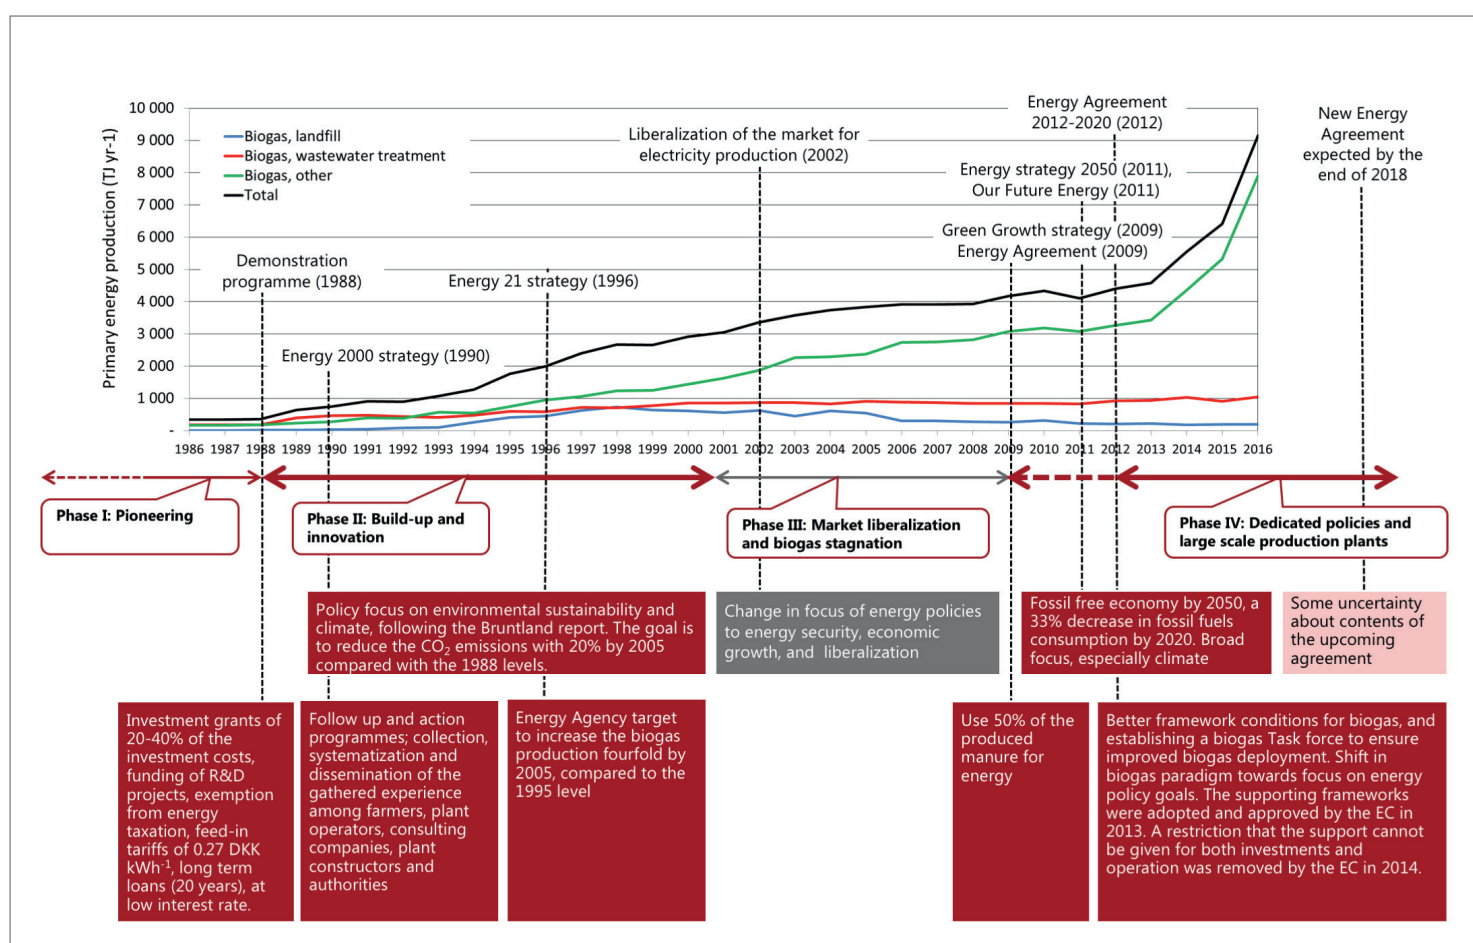 Primary energy production (TJ yr-1)
10 000
9 000
8 000
7 000
6 000
5 000
4 000
3 000
2 000
1 000
-
Biogas, landfill
Biogas, wastewater treatment
Biogas, other
Total
Demonstration
programme (1988)
Energy 2000 strategy (1990)
Energy 21 strategy (1996)
Liberalization of the market for
electricity production (2002)
Energy Agreement
2012-2020 (2012)
Energy strategy 2050 (2011),
Our Future Energy (2011)
Green Growth strategy (2009)
Energy Agreement (2009)
New Energy
Agreement
expected by the
end of 2018
1986 1987 1988 1989 1990 1991 1992 1993 1994 1995 1996 1997 1998 1999 2000 2001 2002 2003 2004 2005 2006 2007 2008 2009 2010 2011 2012 2013 2014 2015 2016
Phase I: Pioneering
Phase II: Build-up and
innovation
Phase III: Market liberalization
and biogas stagnation
Phase IV: Dedicated policies and
large scale production plants
Policy focus on environmental sustainability and
climate, following the Bruntland report. The goal is
to reduce the CO₂ emissions with 20% by 2005
compared with the 1988 levels.
Change in focus of energy policies
to energy security, economic
growth, and liberalization
Fossil free economy by 2050, a
33% decrease in fossil fuels
consumption by 2020. Broad
focus, especially climate
Some uncertainty
about contents of
the upcoming
agreement
Investment grants of
20-40% of the
investment costs,
funding of R&D
projects, exemption
from energy
taxation, feed-in
tariffs of 0.27 DKK
kWh⁻¹, long term
loans (20 years), at
low interest rate.
Follow up and action
programmes; collection,
systematization and
dissemination of the
gathered experience
among farmers, plant
operators, consulting
companies, plant
constructors and
authorities
Energy Agency target
to increase the biogas
production fourfold by
2005, compared to the
1995 level
Use 50% of the
produced
manure for
energy
Better framework conditions for biogas, and
establishing a biogas Task force to ensure
improved biogas deployment. Shift in
biogas paradigm towards focus on energy
policy goals. The supporting frameworks
were adopted and approved by the EC in
2013. A restriction that the support cannot
be given for both investments and
operation was removed by the EC in 2014.